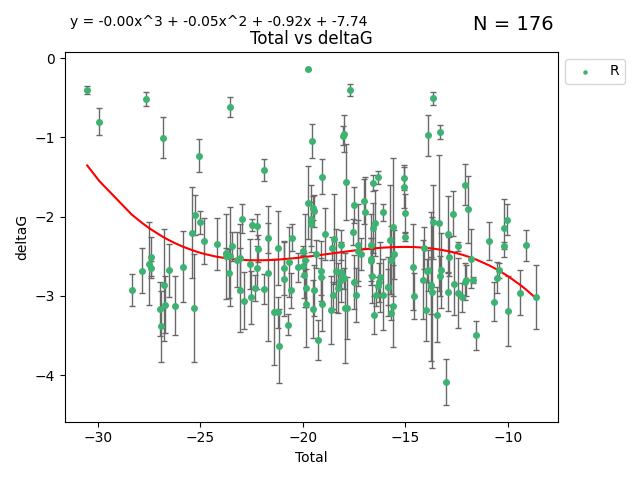 y = -0.00x^3 + -0.05x^2 + -0.92x + -7.74
N = 176
Total vs deltaG
R
deltaG
0
−1
−2
−3
−4
−30
−25
−20
−15
−10
Total